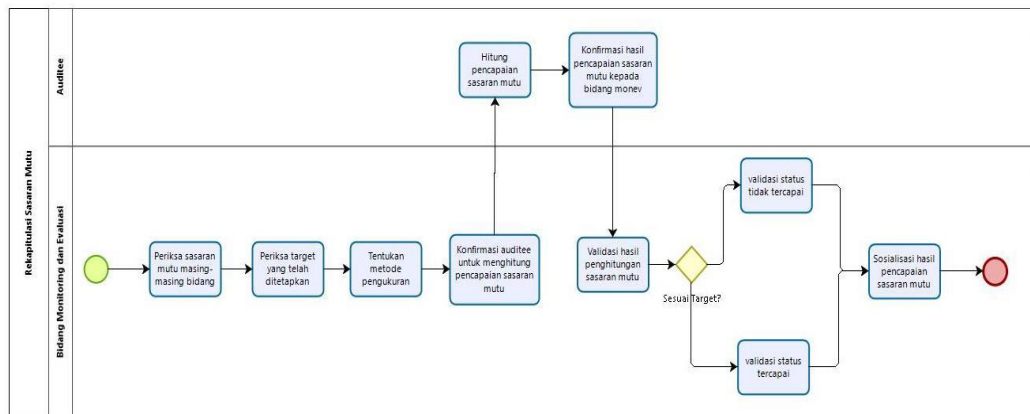 Rekapitulasi Sasaran Mutu
Auditee
Hitung
pencapaian
sasaran mutu
Konfirmasi hasil
pencapaian sasaran
mutu kepada
bidang monev
Bidang Monitoring dan Evaluasi
Periksa sasaran
mutu masing-
masing bidang
Periksa target
yang telah
ditetapkan
Tentukan
metode
pengukuran
Konfirmasi auditee
untuk menghitung
pencapaian sasaran
mutu
Validasi hasil
penghitungan
sasaran mutu
Sesuai Target?
validasi status
tidak tercapai
validasi status
tercapai
Sosialisasi hasil
pencapaian
sasaran mutu